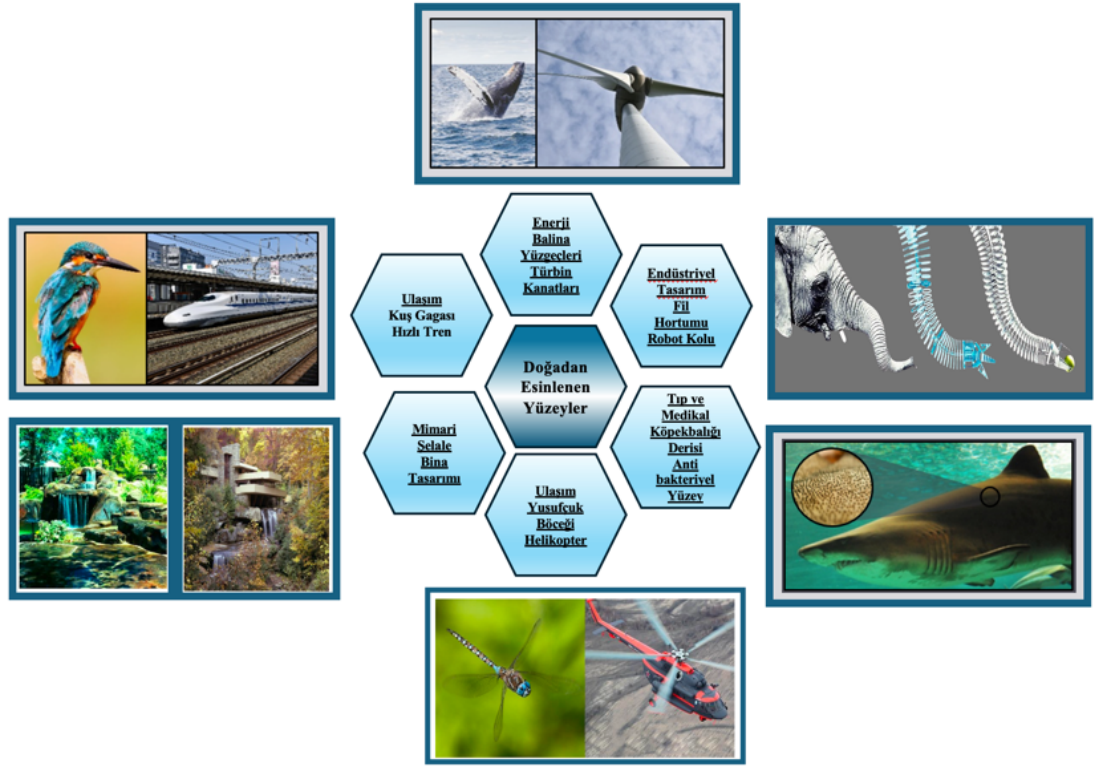 Enerji
Balina
Yüzgeçleri
Türbin
Kanatları
Ulaşım
Kuş Gagası
Hızlı Tren
Endüstriyel
Tasarım
Fil
Hortumu
Robot Kolu
Doğadan
Esinlenen
Yüzeyler
Mimari
Selale
Bina
Tasarımı
Tıp ve
Medikal
Köpekbalığı
Derisi
Anti
bakteriyel
Yüzey
Ulaşım
Yusufçuk
Böceği
Helikopter